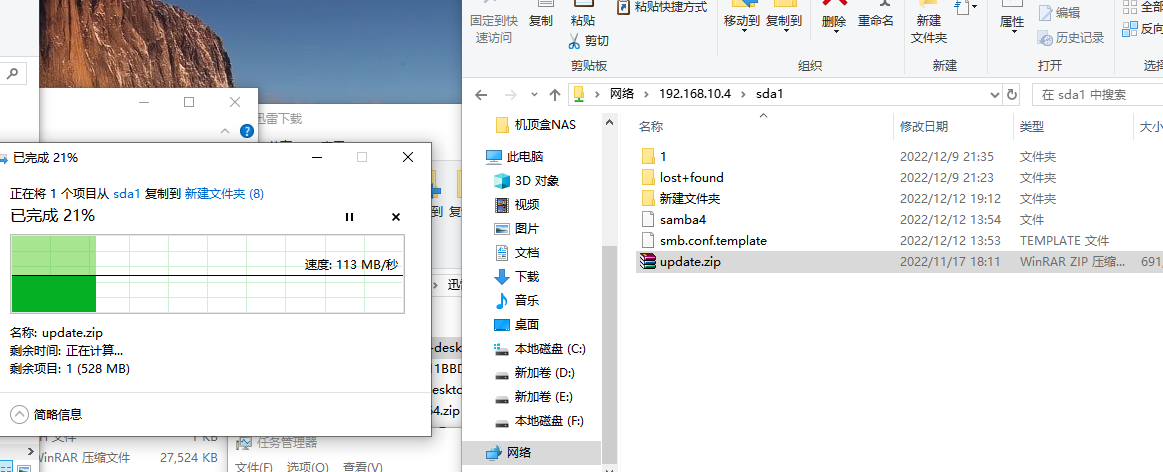 固定到快
速访问
复制
粘贴
粘贴快捷方式
剪切
剪贴板
移动到
复制到
删除
重命名
组织
新建
文件夹
新建
属性
编辑
历史记录
打开
全部
反向
选择
网络
192.168.10.4
sda1
在 sda1 中搜索
迅雷下载
机顶盒NAS
此电脑
3D 对象
视频
图片
文档
下载
音乐
桌面
本地磁盘 (C:)
新加卷 (D:)
新加卷 (E:)
本地磁盘 (F:)
网络
名称 修改日期 类型 大小
1 2022/12/9 21:35 文件夹
lost+found 2022/12/9 21:23 文件夹
新建文件夹 2022/12/12 19:12 文件夹
samba4 2022/12/12 13:54 文件
smb.conf.template 2022/12/12 13:53 TEMPLATE 文件
update.zip 2022/11/17 18:11 WinRAR ZIP 压缩... 691,
已完成 21%
正在将 1 个项目从 sda1 复制到 新建文件夹 (8)
已完成 21%
速度: 113 MB/秒
名称: update.zip
剩余时间: 正在计算...
剩余项目: 1 (528 MB)
简略信息
-desk
11BBD
deskto
64.zip
文件 1 KB
WinRAR 压缩文件 27,524 KB
任务管理器
文件(F) 选项(O) 查看(V)